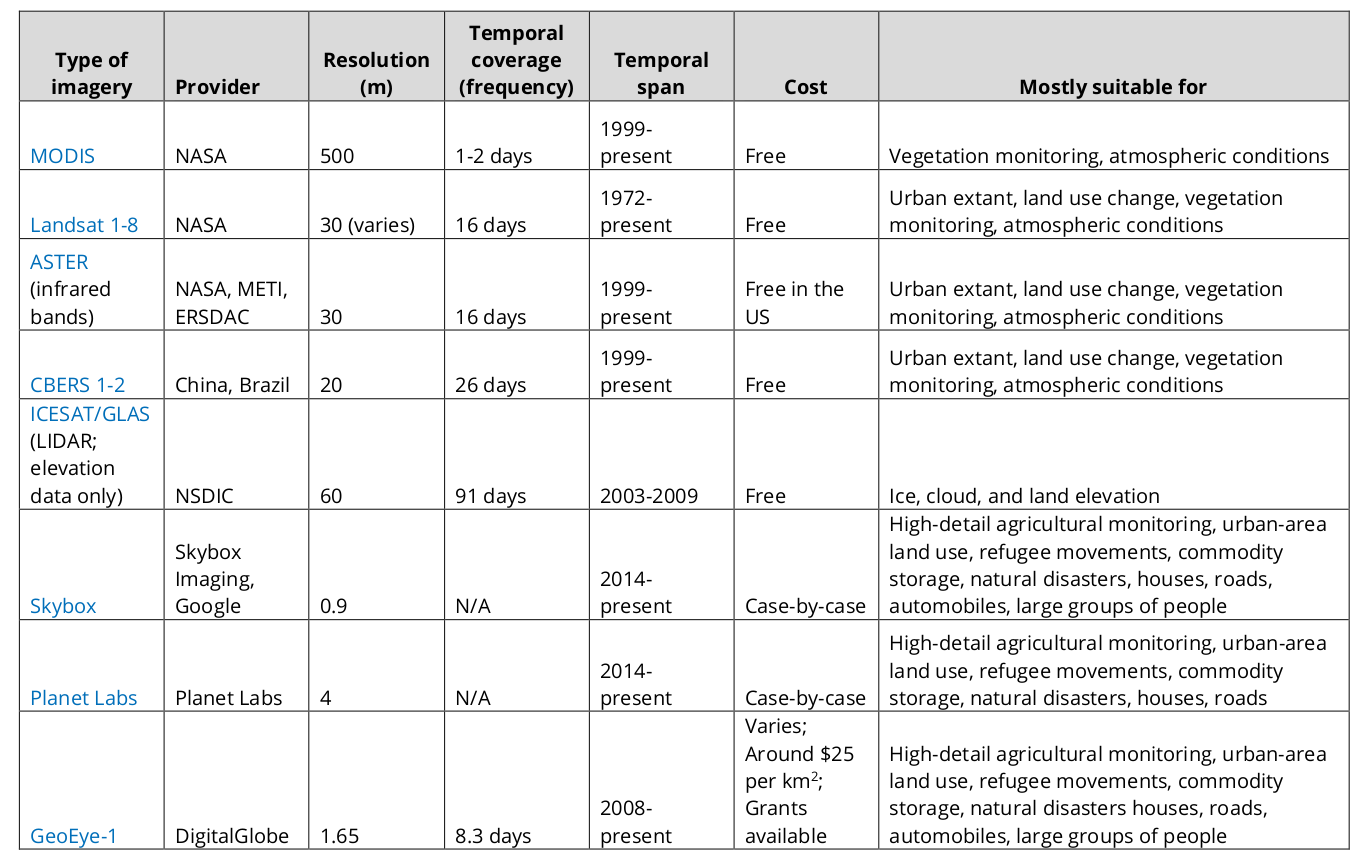 Type of
imagery
Provider
Resolution
(m)
Temporal
coverage
(frequency)
Temporal
span
Cost
Mostly suitable for
MODIS
NASA
500
1-2 days
1999-
present
Free
Vegetation monitoring, atmospheric conditions
Landsat 1-8
NASA
30 (varies)
16 days
1972-
present
Free
Urban extant, land use change, vegetation
monitoring, atmospheric conditions
ASTER
(infrared
bands)
NASA, METI,
ERSDAC
30
16 days
1999-
present
Free in the
US
Urban extant, land use change, vegetation
monitoring, atmospheric conditions
CBERS 1-2
China, Brazil
20
26 days
1999-
present
Free
Urban extant, land use change, vegetation
monitoring, atmospheric conditions
ICESAT/GLAS
(LIDAR;
elevation
data only)
NSDIC
60
91 days
2003-2009
Free
Ice, cloud, and land elevation
Skybox
Skybox
Imaging,
Google
0.9
N/A
2014-
present
Case-by-case
High-detail agricultural monitoring, urban-area
land use, refugee movements, commodity
storage, natural disasters, houses, roads,
automobiles, large groups of people
Planet Labs
Planet Labs
4
N/A
2014-
present
Case-by-case
High-detail agricultural monitoring, urban-area
land use, refugee movements, commodity
storage, natural disasters, houses, roads
GeoEye-1
DigitalGlobe
1.65
8.3 days
2008-
present
Varies;
Around $25
per km²;
Grants
available
High-detail agricultural monitoring, urban-area
land use, refugee movements, commodity
storage, natural disasters houses, roads,
automobiles, large groups of people